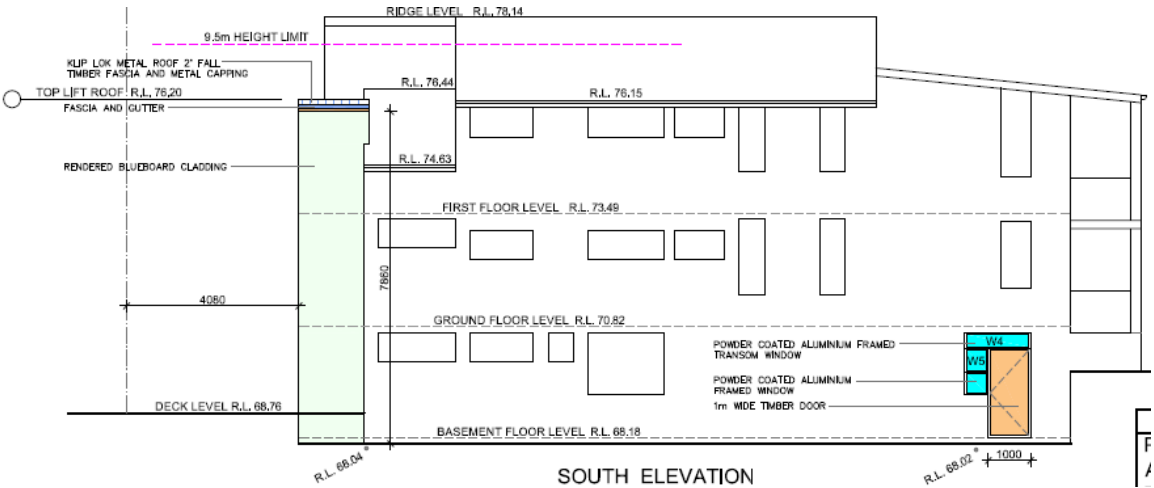 RIDGE LEVEL R.L. 78.14
9.5m HEIGHT LIMIT
KLIP LOK METAL ROOF 2° FALL
TIMBER FASCIA AND METAL CAPPING
TOP LIFT ROOF R.L. 76.20
FASCIA AND GUTTER
R.L. 76.44
R.L. 76.15
RENDERED BLUEBOARD CLADDING
R.L. 74.63
FIRST FLOOR LEVEL R.L. 73.49
7860
4080
GROUND FLOOR LEVEL R.L. 70.82
POWDER COATED ALUMINIUM FRAMED
TRANSOM WINDOW
W4
W5
POWDER COATED ALUMINIUM
FRAMED WINDOW
1m WIDE TIMBER DOOR
DECK LEVEL R.L. 68.76
BASEMENT FLOOR LEVEL R.L. 68.18
R.L. 68.04
R.L. 68.02
1000
SOUTH ELEVATION